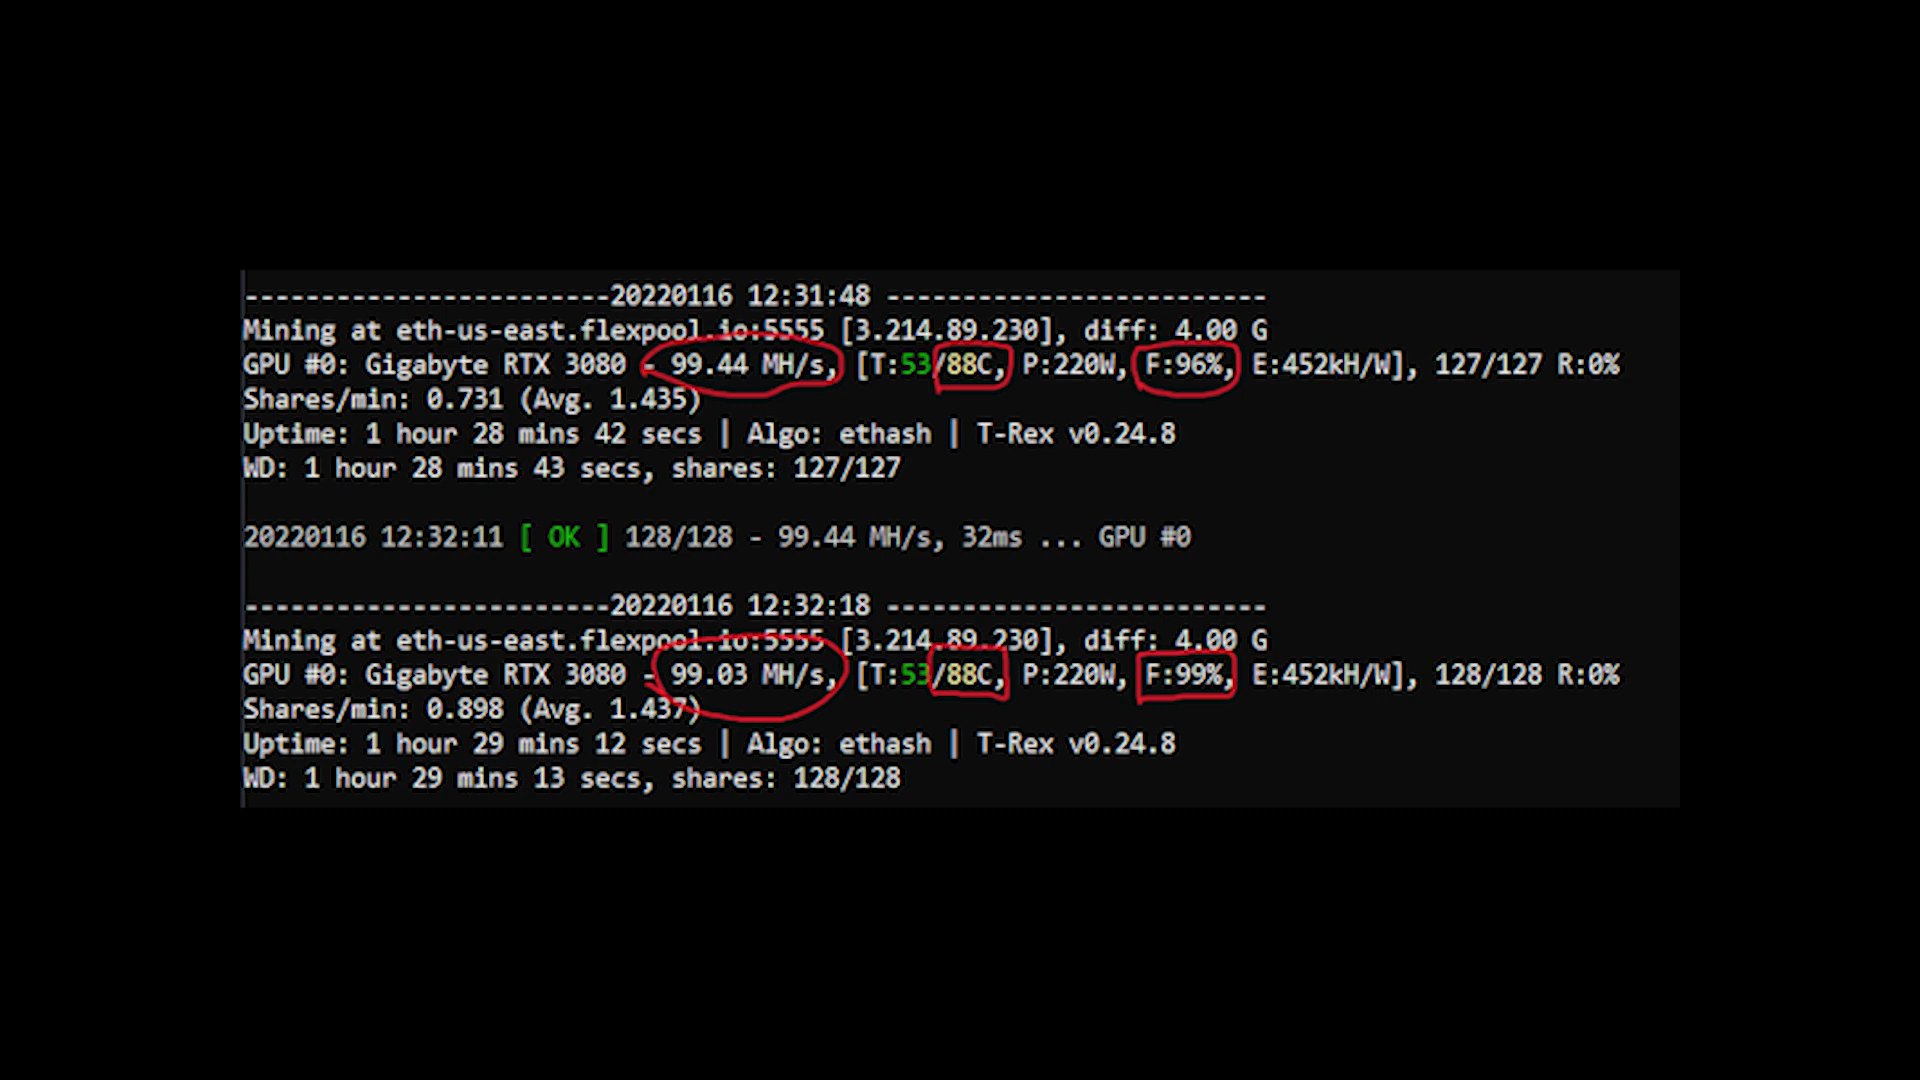 ------------------------20220116 12:31:48 -------------------------
Mining at eth-us-east.flexpool.io:5555 [3.214.89.230], diff: 4.00 G
GPU #0: Gigabyte RTX 3080 - 99.44 MH/s, [T:53/88C, P:220W, F:96%, E:452kH/W], 127/127 R:0%
Shares/min: 0.731 (Avg. 1.435)
Uptime: 1 hour 28 mins 42 secs | Algo: ethash | T-Rex v0.24.8
WD: 1 hour 28 mins 43 secs, shares: 127/127
20220116 12:32:11 [ OK ] 128/128 - 99.44 MH/s, 32ms ... GPU #0
------------------------20220116 12:32:18 -------------------------
Mining at eth-us-east.flexpool.io:5555 [3.214.89.230], diff: 4.00 G
GPU #0: Gigabyte RTX 3080 - 99.03 MH/s, [T:53/88C, P:220W, F:99%, E:452kH/W], 128/128 R:0%
Shares/min: 0.898 (Avg. 1.437)
Uptime: 1 hour 29 mins 12 secs | Algo: ethash | T-Rex v0.24.8
WD: 1 hour 29 mins 13 secs, shares: 128/128